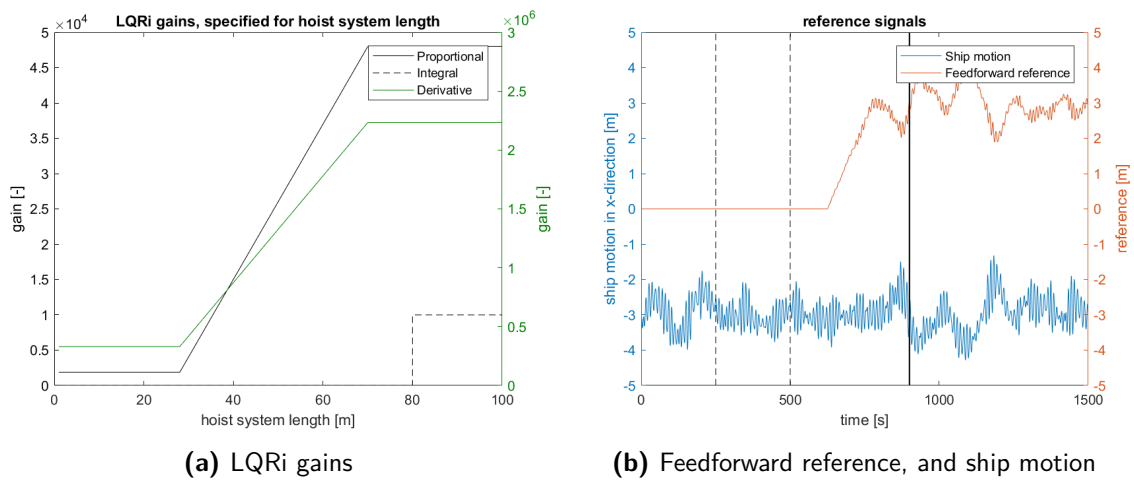 LQRi gains, specified for hoist system length
×10⁴
×10⁶
5
4.5
4
3.5
3
2.5
2
1.5
1
0.5
0
gain [-]
Proportional
Integral
Derivative
3
2.5
2
1.5
1
0.5
0
gain [-]
0 20 40 60 80 100
hoist system length [m]
(a) LQRi gains
reference signals
5
4
3
2
1
0
-1
-2
-3
-4
-5
ship motion in x-direction [m]
Ship motion
Feedforward reference
5
4
3
2
1
0
-1
-2
-3
-4
-5
reference [m]
0 500 1000 1500
time [s]
(b) Feedforward reference, and ship motion